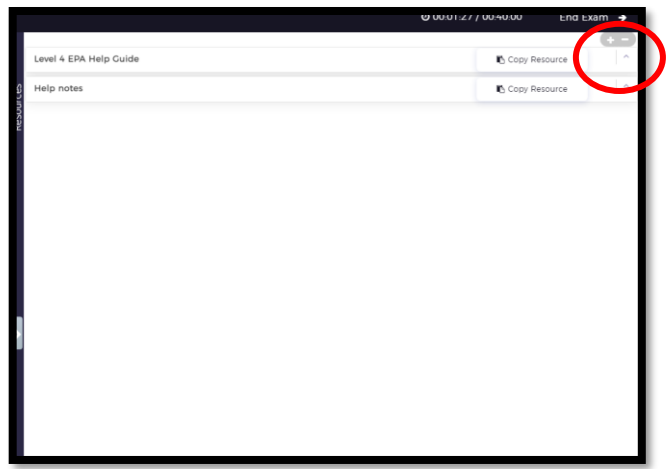 00:01:27 / 00:40:00 End Exam
Level 4 EPA Help Guide Copy Resource
Help notes Copy Resource
Resources